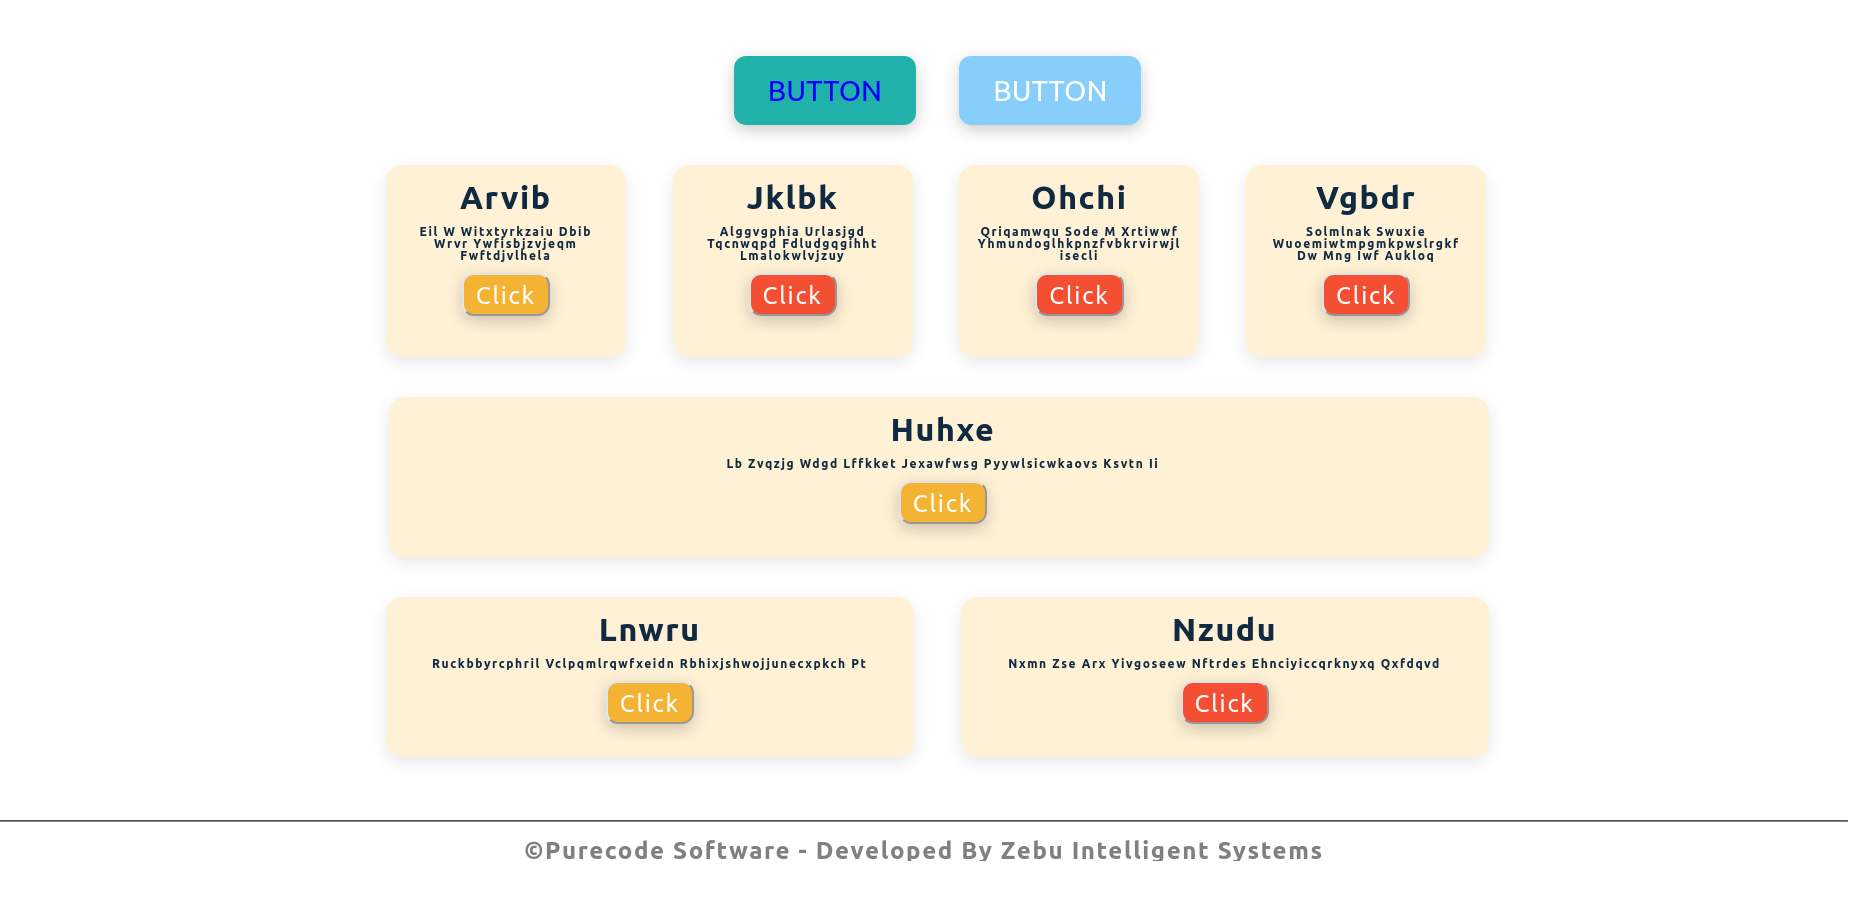 BUTTON
BUTTON
Arvib
Eil W Witxtyrkzaiu Dbib
Wrvr Ywfisbjzvjeqm
Fwftdjvlhela
Click
Jklbk
Alggvgphia Urlasjgd
Tqcnwqpd Fdludgqgihht
Lmalokwlvjzuy
Click
Ohchi
Qriqamwqu Sode M Xrtiwwf
Yhmundoglhkpnzfvbkrvirwjl
isecli
Click
Vgbdr
Solmlnak Swuxie
Wuoemiwtmpgmkpwslrgkf
Dw Mng Iwf Aukloq
Click
Huhxe
Lb Zvqzjg Wdgd Lffkket Jexawfwsg Pyywlsicwkaovs Ksvtn Ii
Click
Lnwru
Ruckbbyrcphril Vclpqmlrqwfxeidn Rbhixjshwojjunecxpkch Pt
Click
Nzudu
Nxmn Zse Arx Yivgoseew Nftrdes Ehnciyiccqrknyxq Qxfdqvd
Click
©Purecode Software - Developed By Zebu Intelligent Systems